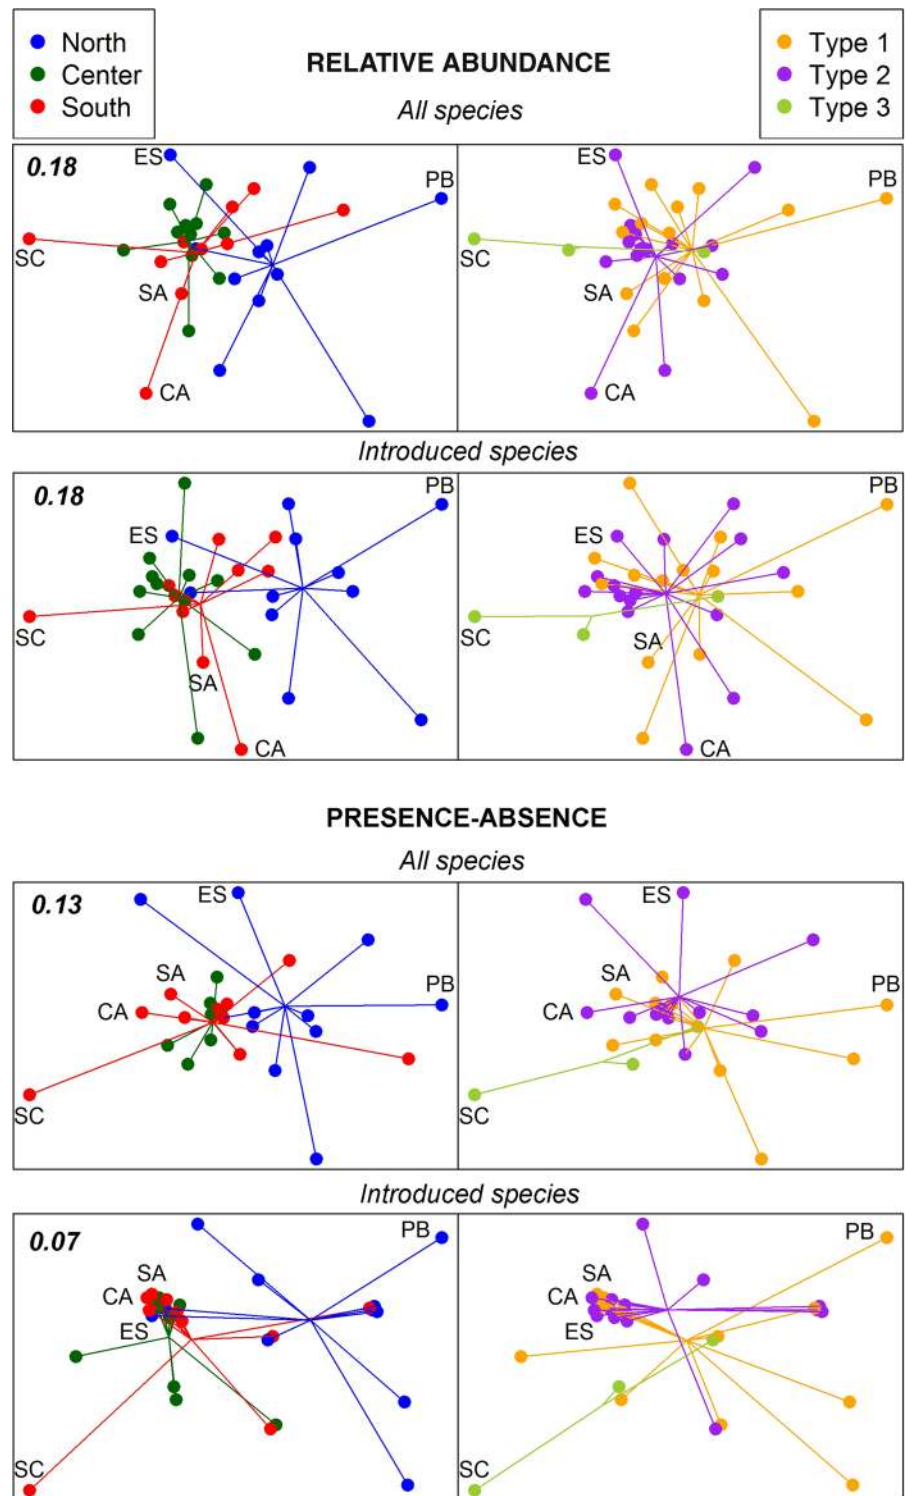 North
Center
South
RELATIVE ABUNDANCE
All species
Type 1
Type 2
Type 3
0.18
ES
PB
SC
SA
CA
ES
PB
SC
SA
CA
Introduced species
0.18
PB
ES
SC
SA
CA
PB
ES
SC
SA
CA
PRESENCE-ABSENCE
All species
0.13
ES
SA
PB
CA
SC
ES
SA
PB
CA
SC
Introduced species
0.07
PB
SA
CA
ES
SC
PB
SA
CA
ES
SC